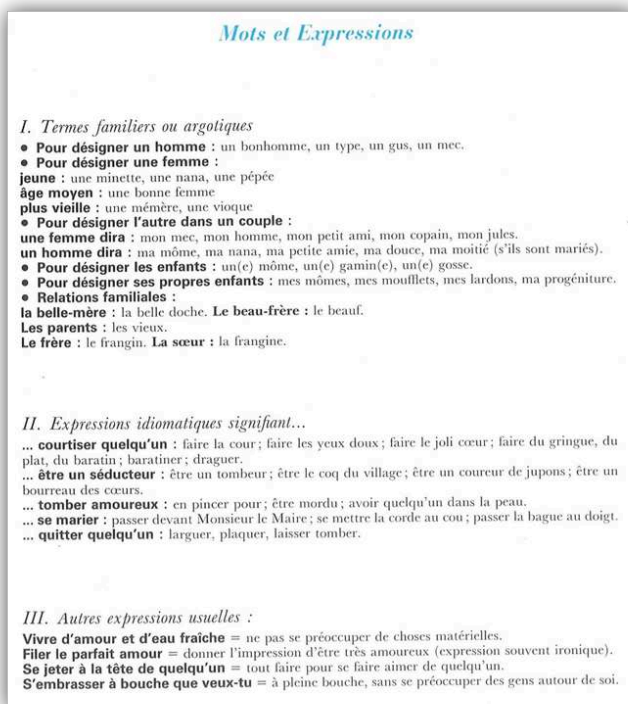 Mots et Expressions
I. Termes familiers ou argotiques
• Pour désigner un homme : un bonhomme, un type, un gus, un mec.
• Pour désigner une femme :
jeune : une minette, une nana, une pépée
âge moyen : une bonne femme
plus vieille : une mémère, une vioque
• Pour désigner l'autre dans un couple :
une femme dira : mon mec, mon homme, mon petit ami, mon copain, mon jules.
un homme dira : ma môme, ma nana, ma petite amie, ma douce, ma moitié (s'ils sont mariés).
• Pour désigner les enfants : un(e) môme, un(e) gamin(e), un(e) gosse.
• Pour désigner ses propres enfants : mes mômes, mes moufflets, mes lardons, ma progéniture.
• Relations familiales :
la belle-mère : la belle doche. Le beau-frère : le beauf.
Les parents : les vieux.
Le frère : le frangin. La sœur : la frangine.
II. Expressions idiomatiques signifiant...
... courtiser quelqu'un : faire la cour ; faire les yeux doux ; faire le joli cœur ; faire du gringue, du
plat, du baratin ; baratiner ; draguer.
... être un séducteur : être un tombeur ; être le coq du village ; être un coureur de jupons ; être un
bourreau des cœurs.
... tomber amoureux : en pincer pour ; être mordu ; avoir quelqu'un dans la peau.
... se marier : passer devant Monsieur le Maire ; se mettre la corde au cou ; passer la bague au doigt.
... quitter quelqu'un : larguer, plaquer, laisser tomber.
III. Autres expressions usuelles :
Vivre d'amour et d'eau fraîche = ne pas se préoccuper de choses matérielles.
Filer le parfait amour = donner l'impression d'être très amoureux (expression souvent ironique).
Se jeter à la tête de quelqu'un = tout faire pour se faire aimer de quelqu'un.
S'embrasser à bouche que veux-tu = à pleine bouche, sans se préoccuper des gens autour de soi.